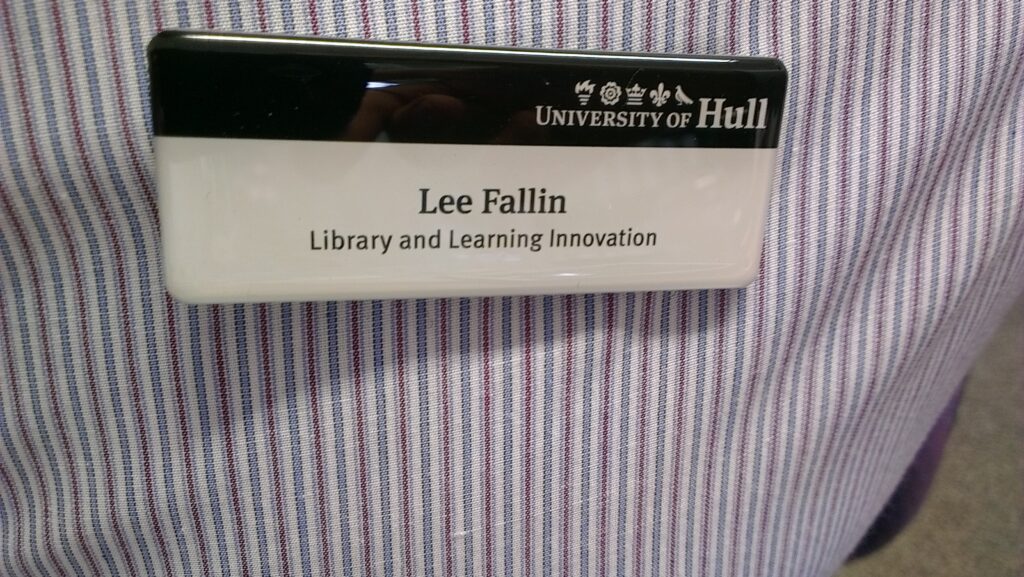 UNIVERSITY OF Hull
Lee Fallin
Library and Learning Innovation